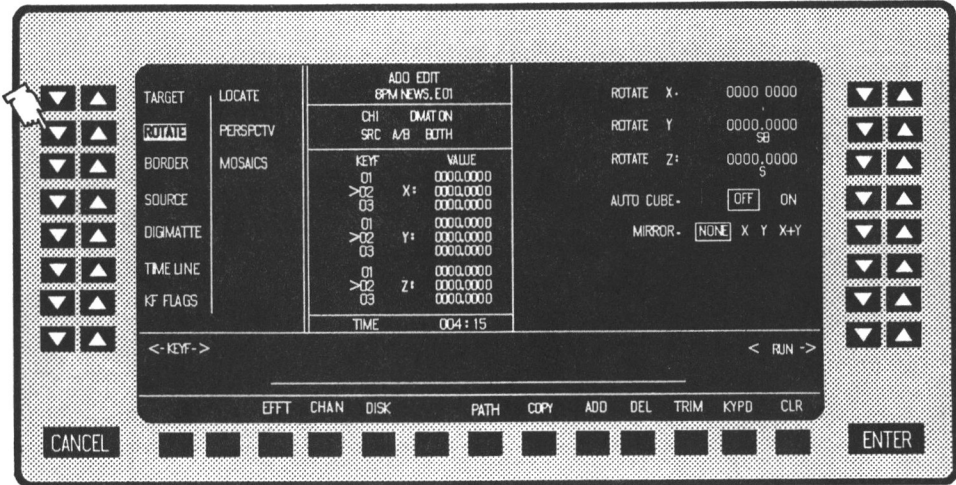 TARGET LOCATE
ROTATE PERSPCTV
BORDER MOSAICS
SOURCE
DIGIMATTE
TIME LINE
KF FLAGS
ADO EDIT
8PM NEWS.E01
CH1 DMAT ON
SRC A/B BOTH
KEYF VALUE
01 0000.0000
>02 X: 0000.0000
03 0000.0000
01 0000.0000
>02 Y: 0000.0000
03 0000.0000
01 0000.0000
>02 Z: 0000.0000
03 0000.0000
TIME 004:15
ROTATE X. 0000 0000
ROTATE Y 0000.0000
SB
ROTATE Z: 0000.0000
S
AUTO CUBE- OFF ON
MIRROR- NONE X Y X+Y
<-KEYF-> < RUN ->
EFFT CHAN DISK PATH COPY ADD DEL TRIM KYPD CLR
CANCEL ENTER